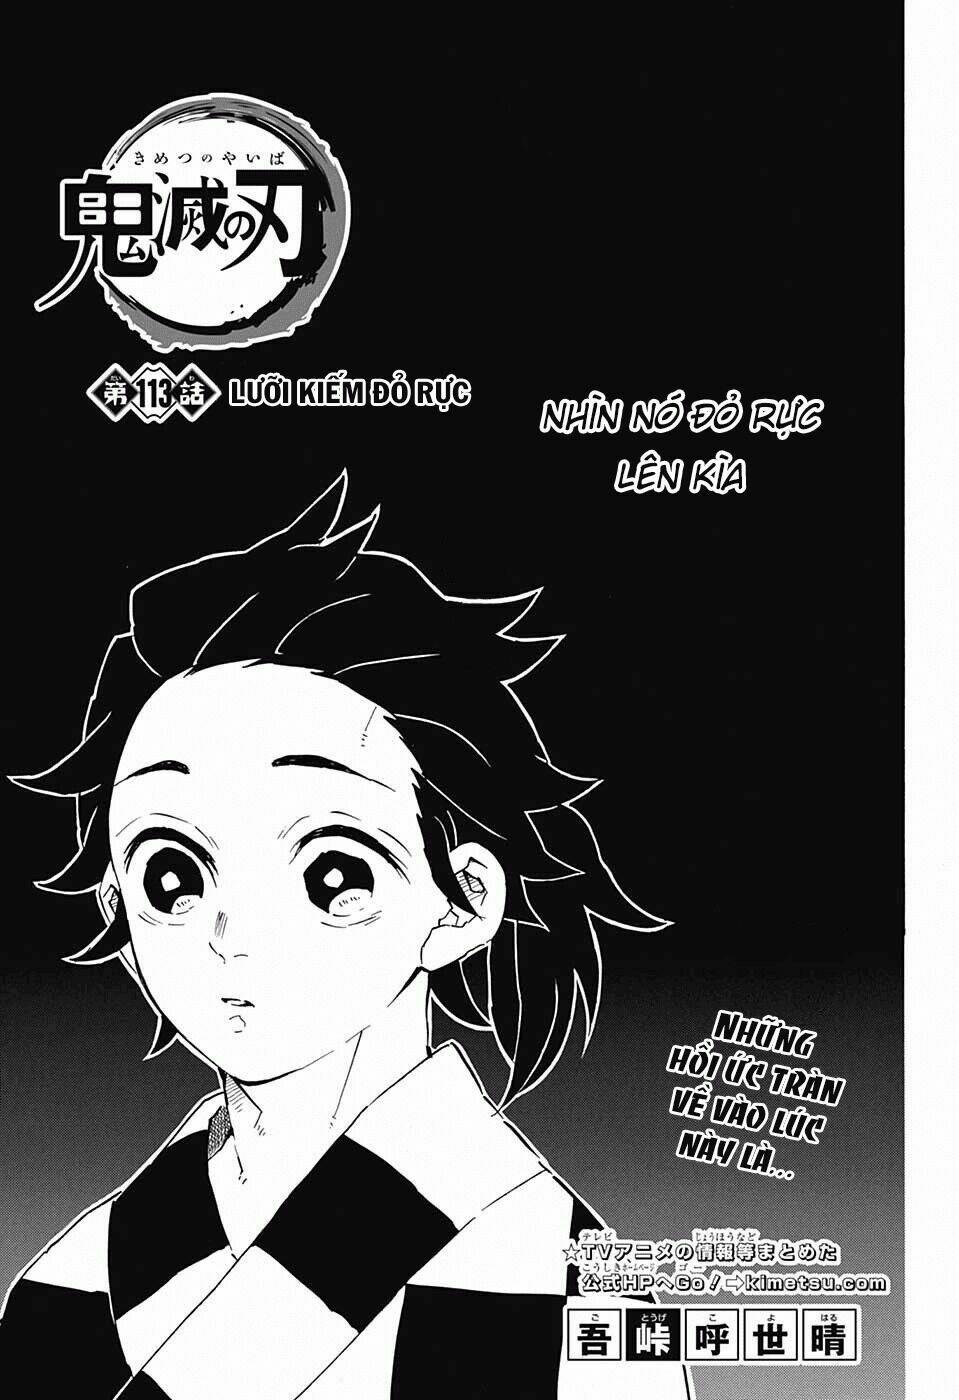 きめつのやいば
鬼滅の刃
第113話 LƯỠI KIẾM ĐỎ RỰC
だい わ
NHÌN NÓ ĐỎ RỰC
LÊN KÌA
NHỮNG
HỒI ỨC TRÀN
VỀ VÀO LÚC
NÀY LÀ...
テレビ じょうほうなど
☆TVアニメの情報等まとめた
こうしきホームページ ゴー
公式HPへGo!→kimetsu.com
ご とうげ こ よ はる
吾峠呼世晴